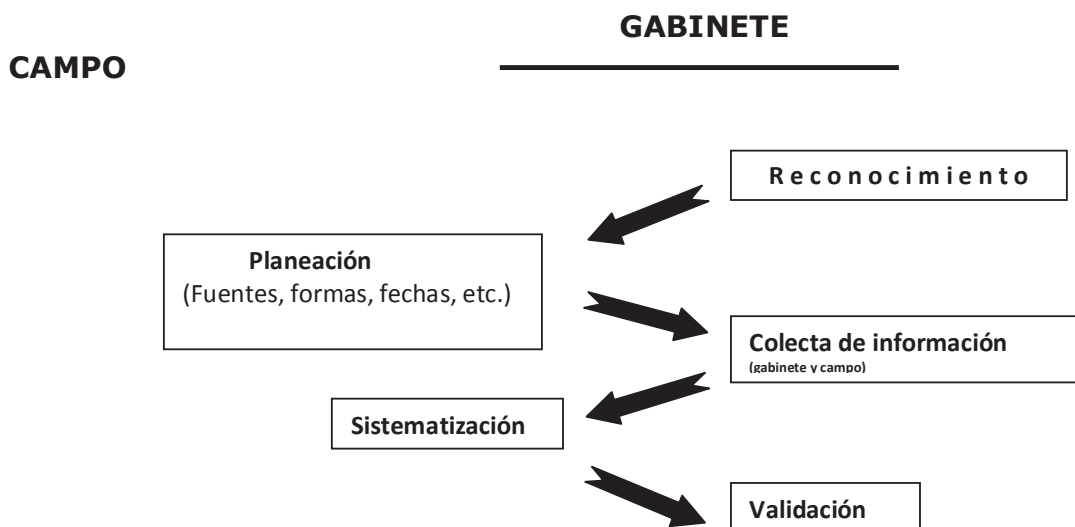 GABINETE
CAMPO
Reconocimiento
Planeación
(Fuentes, formas, fechas, etc.)
Colecta de información
(gabinete y campo)
Sistematización
Validación